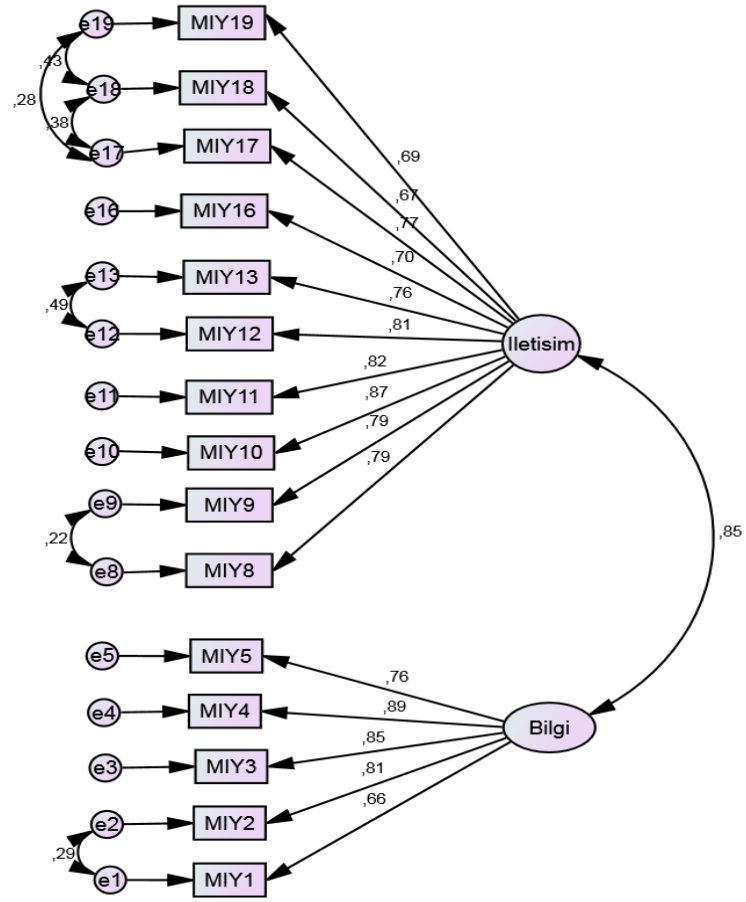 e19 MIY19
,43
e18 MIY18
,28
,38
e17 MIY17
,69
,67
e16 MIY16
,77
,70
e13 MIY13
,76
,49
,81
e12 MIY12
Iletisim
,82
e11 MIY11
,87
,79
e10 MIY10
,79
e9 MIY9
,22
,85
e8 MIY8
e5 MIY5
,76
e4 MIY4
,89
Bilgi
,85
e3 MIY3
,81
,66
e2 MIY2
,29
e1 MIY1